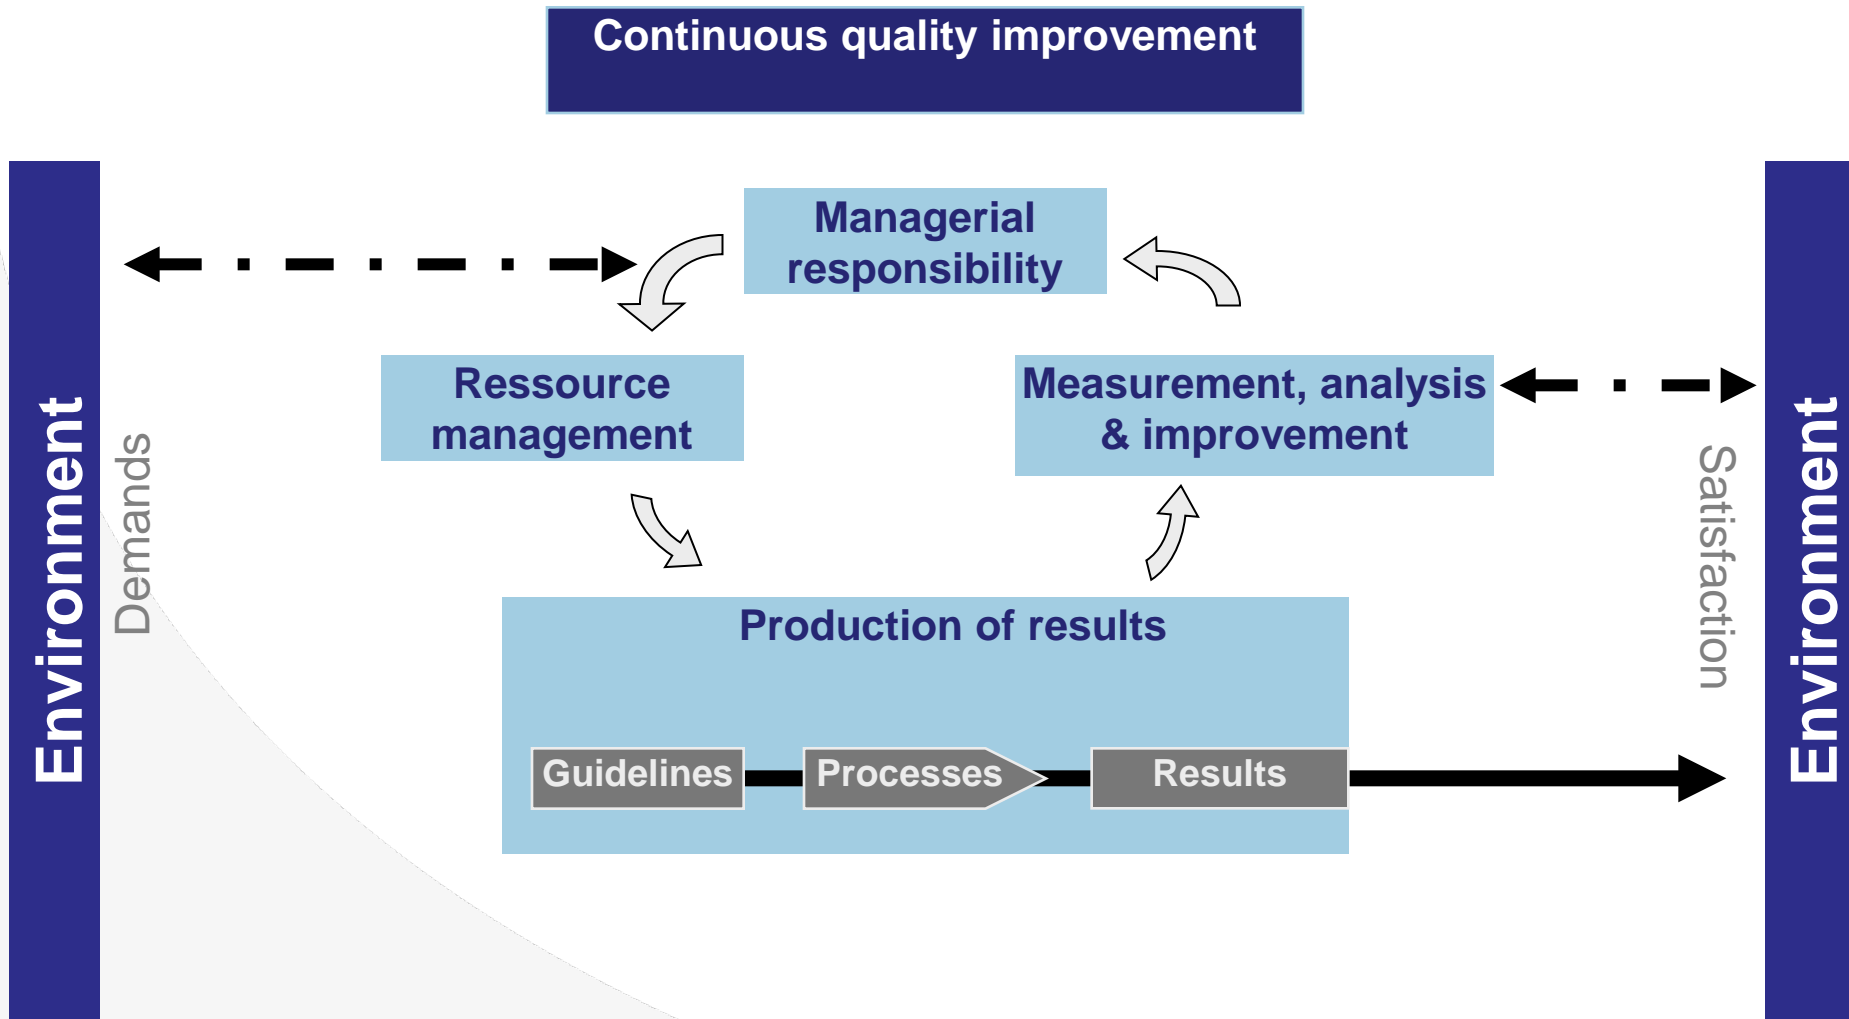 Continuous quality improvement
Managerial
responsibility
Ressource
management
Measurement, analysis
& improvement
Environment
Demands
Satisfaction
Environment
Production of results
Guidelines
Processes
Results